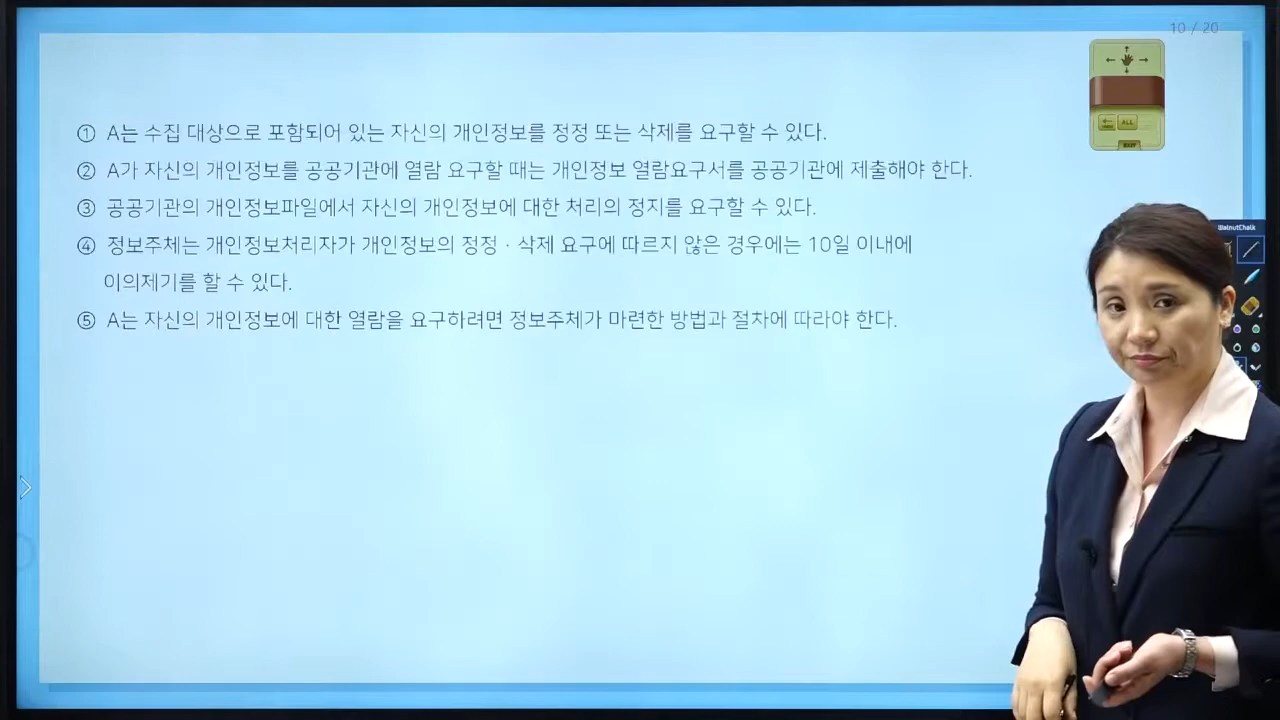 10 / 20
① A는 수집 대상으로 포함되어 있는 자신의 개인정보를 정정 또는 삭제를 요구할 수 있다.
② A가 자신의 개인정보를 공공기관에 열람 요구할 때는 개인정보 열람요구서를 공공기관에 제출해야 한다.
③ 공공기관의 개인정보파일에서 자신의 개인정보에 대한 처리의 정지를 요구할 수 있다.
④ 정보주체는 개인정보처리자가 개인정보의 정정 · 삭제 요구에 따르지 않은 경우에는 10일 이내에
이의제기를 할 수 있다.
⑤ A는 자신의 개인정보에 대한 열람을 요구하려면 정보주체가 마련한 방법과 절차에 따라야 한다.
ALL
WalnutChalk